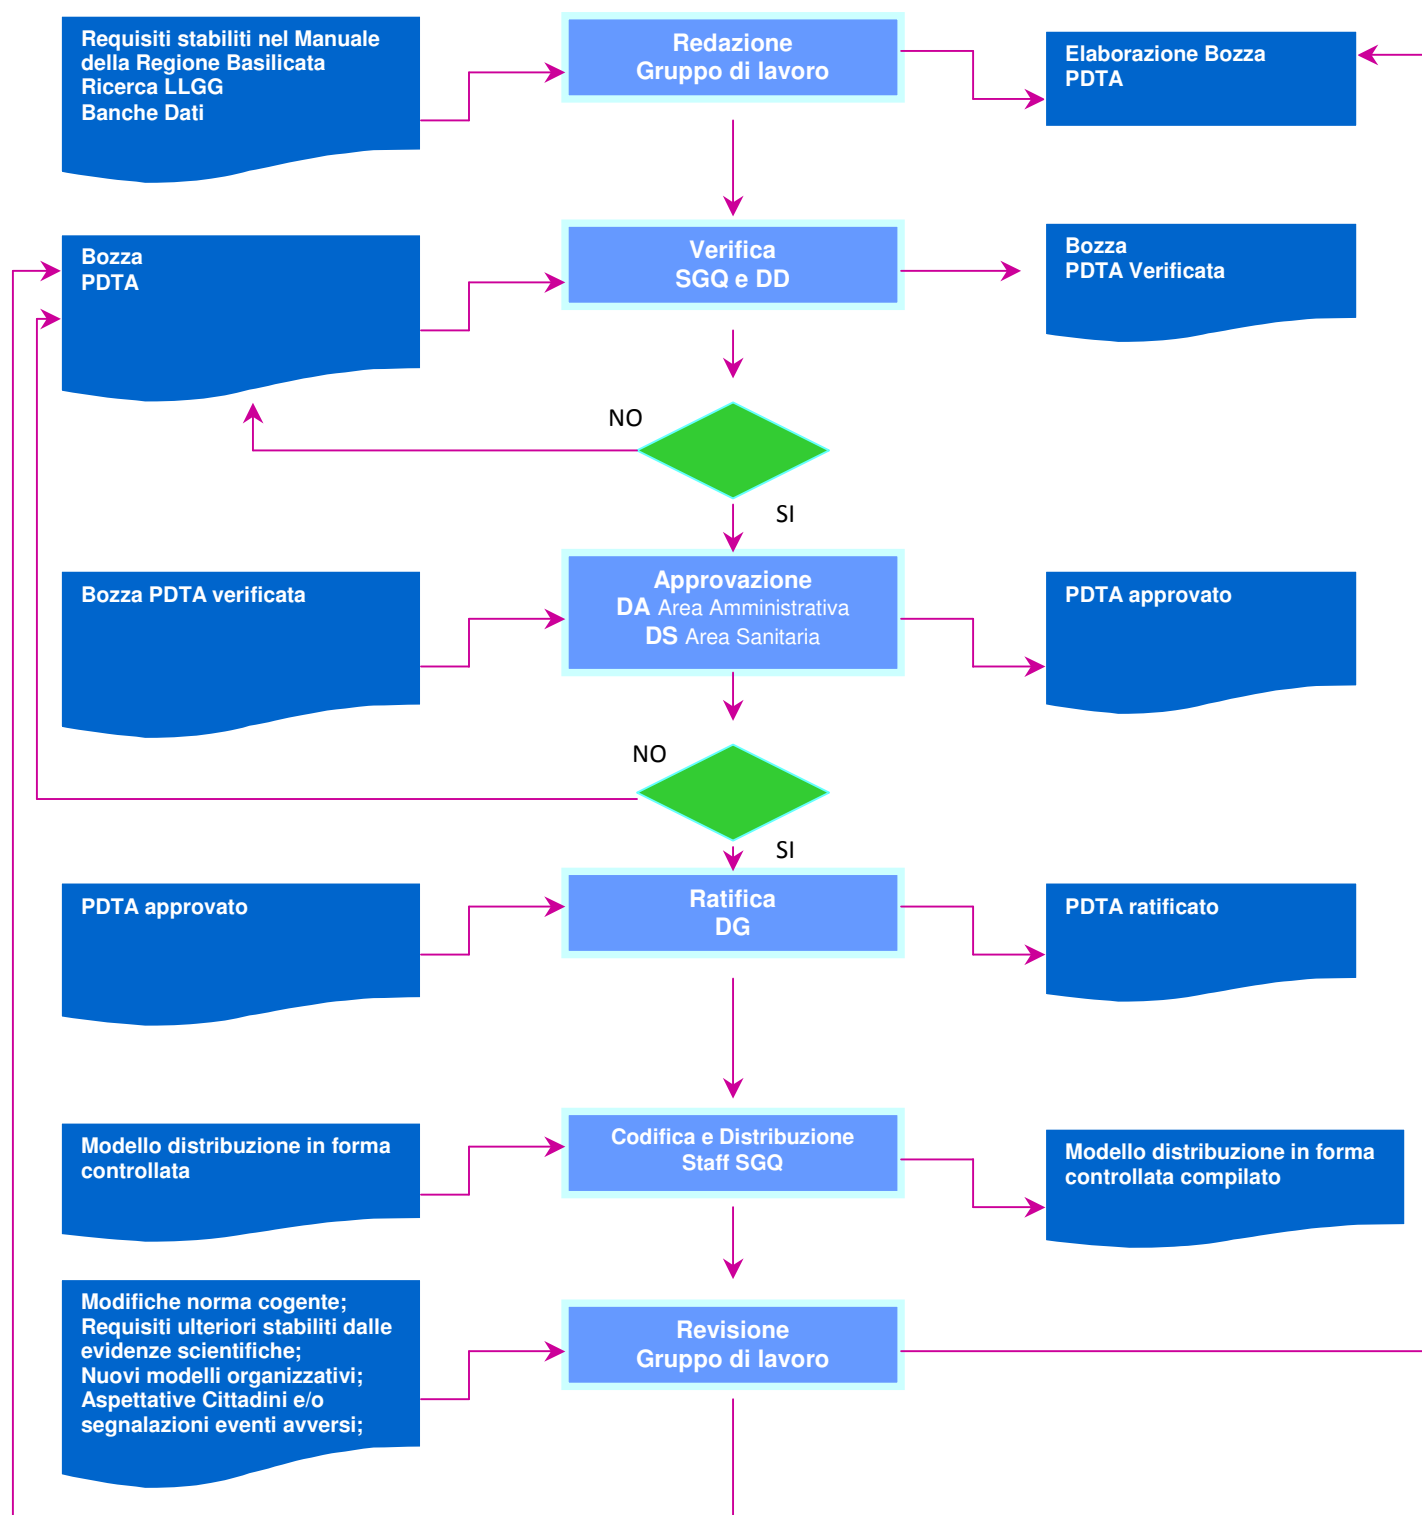 Requisiti stabiliti nel Manuale
della Regione Basilicata
Ricerca LLGG
Banche Dati
Redazione
Gruppo di lavoro
Elaborazione Bozza
PDTA
Bozza
PDTA
Verifica
SGQ e DD
Bozza
PDTA Verificata
NO
SI
Bozza PDTA verificata
Approvazione
DA Area Amministrativa
DS Area Sanitaria
PDTA approvato
NO
SI
PDTA approvato
Ratifica
DG
PDTA ratificato
Modello distribuzione in forma
controllata
Codifica e Distribuzione
Staff SGQ
Modello distribuzione in forma
controllata compilato
Modifiche norma cogente;
Requisiti ulteriori stabiliti dalle
evidenze scientifiche;
Nuovi modelli organizzativi;
Aspettative Cittadini e/o
segnalazioni eventi avversi;
Revisione
Gruppo di lavoro